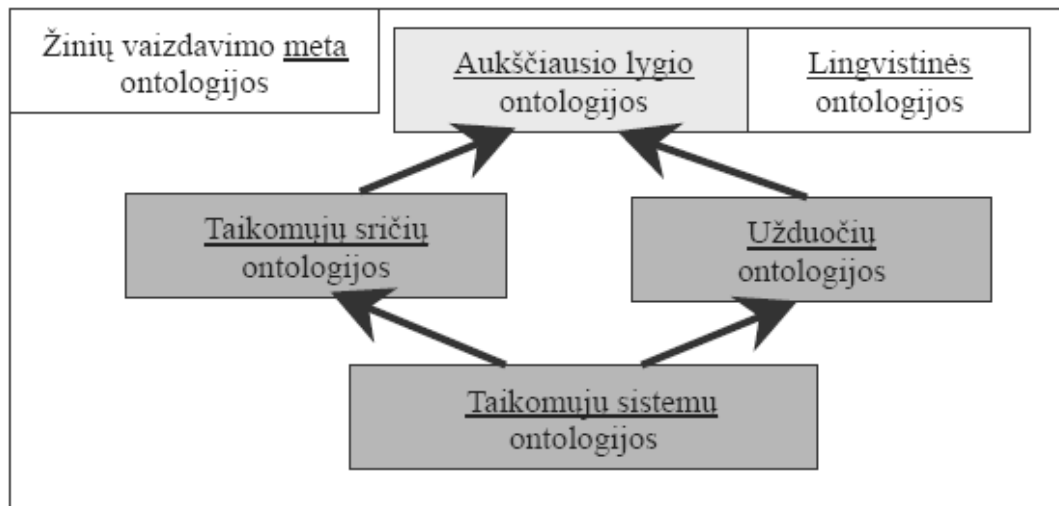 Žinių vaizdavimo meta
ontologijos
Aukščiausio lygio
ontologijos
Lingvistinės
ontologijos
Taikomųjų sričių
ontologijos
Užduočių
ontologijos
Taikomųjų sistemų
ontologijos